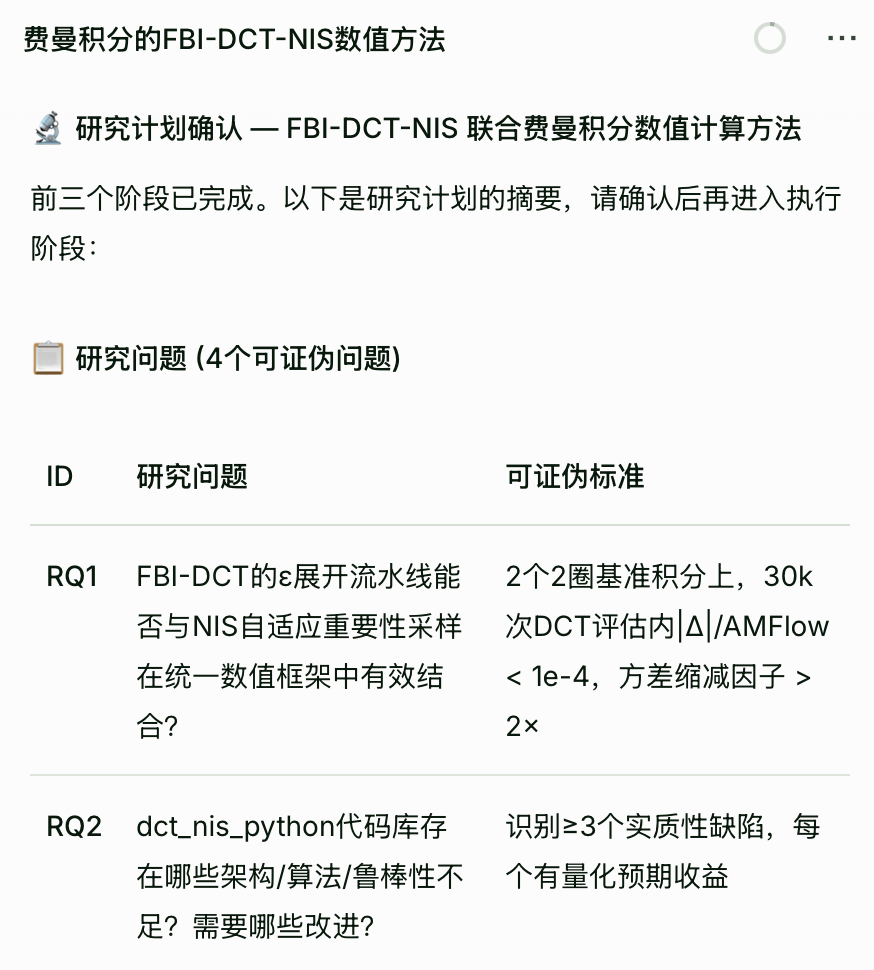 费曼积分的FBI-DCT-NIS数值方法
🔬 研究计划确认 — FBI-DCT-NIS 联合费曼积分数值计算方法
前三个阶段已完成。以下是研究计划的摘要，请确认后再进入执行
阶段：
📋 研究问题 (4个可证伪问题)
ID 研究问题 可证伪标准
RQ1 FBI-DCT的ε展开流水线能 2个2圈基准积分上，30k
否与NIS自适应重要性采样 次DCT评估内|Δ|/AMFlow
在统一数值框架中有效结 < 1e-4，方差缩减因子 >
合？ 2×
RQ2 dct_nis_python代码库存 识别≥3个实质性缺陷，每
在哪些架构/算法/鲁棒性不 个有量化预期收益
足？需要哪些改进？